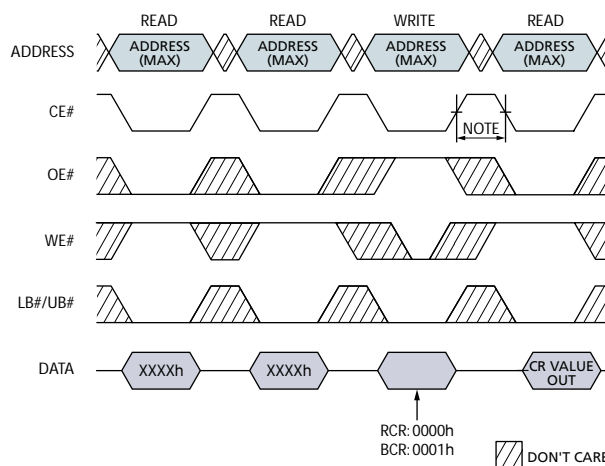 READ READ WRITE READ
ADDRESS ADDRESS (MAX) ADDRESS (MAX) ADDRESS (MAX) ADDRESS (MAX)
CE# NOTE
OE#
WE#
LB#/UB#
DATA XXXXh XXXXh CR VALUE OUT
RCR: 0000h
BCR: 0001h
DON'T CARE